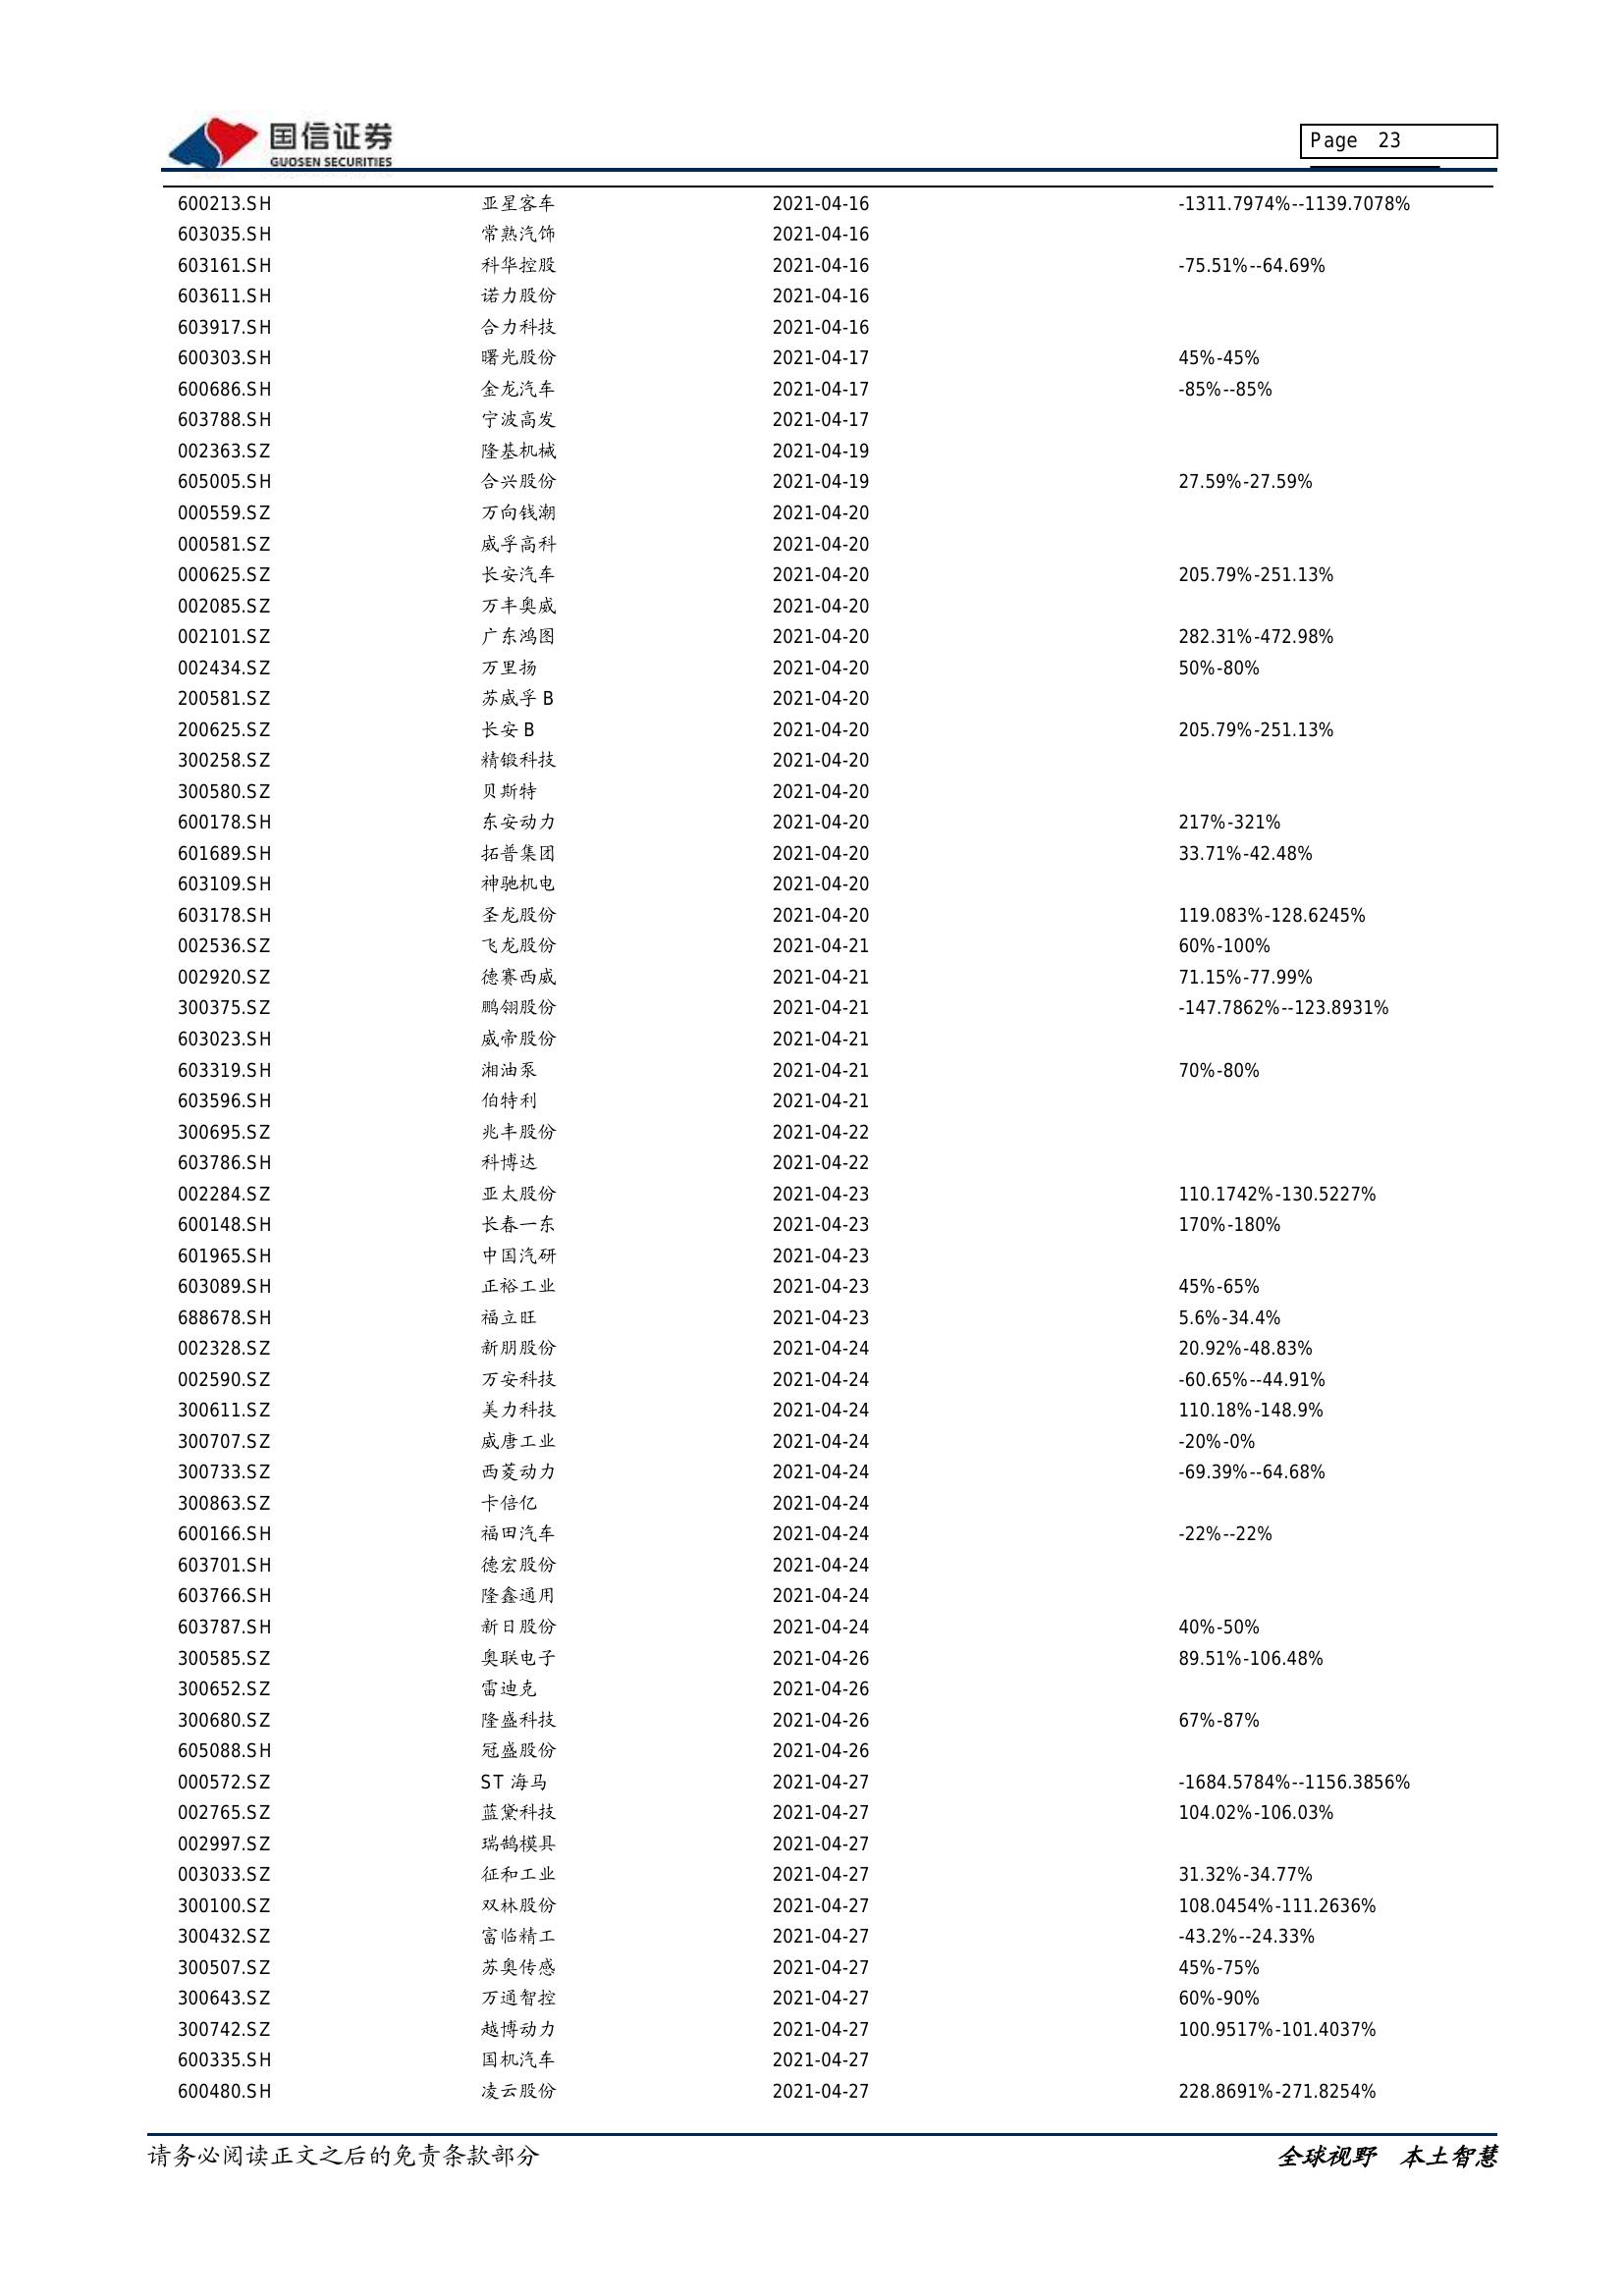 国信证券
GUOSEN SECURITIES
Page 23
600213.SH 亚星客车 2021-04-16 -1311.7974%--1139.7078%
603035.SH 常熟汽饰 2021-04-16
603161.SH 科华控股 2021-04-16 -75.51%--64.69%
603611.SH 诺力股份 2021-04-16
603917.SH 合力科技 2021-04-16
600303.SH 曙光股份 2021-04-17 45%-45%
600686.SH 金龙汽车 2021-04-17 -85%--85%
603788.SH 宁波高发 2021-04-17
002363.SZ 隆基机械 2021-04-19
605005.SH 合兴股份 2021-04-19 27.59%-27.59%
000559.SZ 万向钱潮 2021-04-20
000581.SZ 威孚高科 2021-04-20
000625.SZ 长安汽车 2021-04-20 205.79%-251.13%
002085.SZ 万丰奥威 2021-04-20
002101.SZ 广东鸿图 2021-04-20 282.31%-472.98%
002434.SZ 万里扬 2021-04-20 50%-80%
200581.SZ 苏威孚 B 2021-04-20
200625.SZ 长安 B 2021-04-20 205.79%-251.13%
300258.SZ 精锻科技 2021-04-20
300580.SZ 贝斯特 2021-04-20
600178.SH 东安动力 2021-04-20 217%-321%
601689.SH 拓普集团 2021-04-20 33.71%-42.48%
603109.SH 神驰机电 2021-04-20
603178.SH 圣龙股份 2021-04-20 119.083%-128.6245%
002536.SZ 飞龙股份 2021-04-21 60%-100%
002920.SZ 德赛西威 2021-04-21 71.15%-77.99%
300375.SZ 鹏翎股份 2021-04-21 -147.7862%--123.8931%
603023.SH 威帝股份 2021-04-21
603319.SH 湘油泵 2021-04-21 70%-80%
603596.SH 伯特利 2021-04-21
300695.SZ 兆丰股份 2021-04-22
603786.SH 科博达 2021-04-22
002284.SZ 亚太股份 2021-04-23 110.1742%-130.5227%
600148.SH 长春一东 2021-04-23 170%-180%
601965.SH 中国汽研 2021-04-23
603089.SH 正裕工业 2021-04-23 45%-65%
688678.SH 福立旺 2021-04-23 5.6%-34.4%
002328.SZ 新朋股份 2021-04-24 20.92%-48.83%
002590.SZ 万安科技 2021-04-24 -60.65%--44.91%
300611.SZ 美力科技 2021-04-24 110.18%-148.9%
300707.SZ 威唐工业 2021-04-24 -20%-0%
300733.SZ 西菱动力 2021-04-24 -69.39%--64.68%
300863.SZ 卡倍亿 2021-04-24
600166.SH 福田汽车 2021-04-24 -22%--22%
603701.SH 德宏股份 2021-04-24
603766.SH 隆鑫通用 2021-04-24
603787.SH 新日股份 2021-04-24 40%-50%
300585.SZ 奥联电子 2021-04-26 89.51%-106.48%
300652.SZ 雷迪克 2021-04-26
300680.SZ 隆盛科技 2021-04-26 67%-87%
605088.SH 冠盛股份 2021-04-26
000572.SZ ST 海马 2021-04-27 -1684.5784%--1156.3856%
002765.SZ 蓝黛科技 2021-04-27 104.02%-106.03%
002997.SZ 瑞鹄模具 2021-04-27
003033.SZ 征和工业 2021-04-27 31.32%-34.77%
300100.SZ 双林股份 2021-04-27 108.0454%-111.2636%
300432.SZ 富临精工 2021-04-27 -43.2%--24.33%
300507.SZ 苏奥传感 2021-04-27 45%-75%
300643.SZ 万通智控 2021-04-27 60%-90%
300742.SZ 越博动力 2021-04-27 100.9517%-101.4037%
600335.SH 国机汽车 2021-04-27
600480.SH 凌云股份 2021-04-27 228.8691%-271.8254%
请务必阅读正文之后的免责条款部分 全球视野 本土智慧